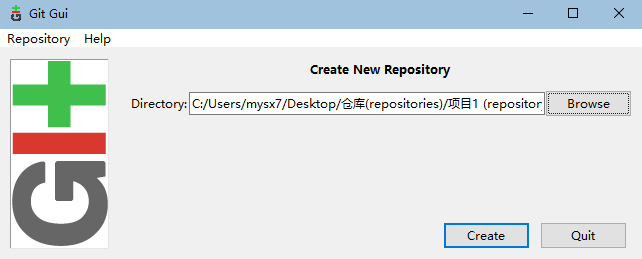 Git Gui
Repository Help
Create New Repository
Directory: C:/Users/mysx7/Desktop/仓库(repositories)/项目1 (repositor Browse
Create Quit
git